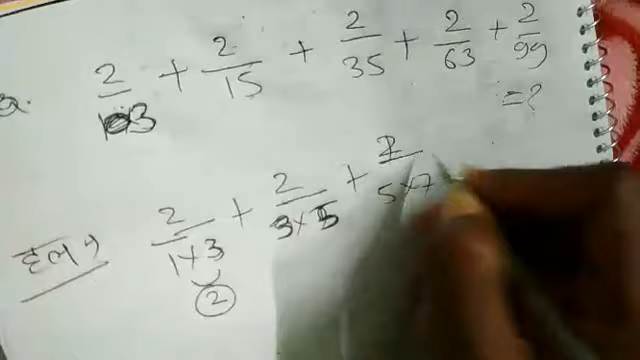 Q. 2/3 + 2/15 + 2/35 + 2/63 + 2/99
= ?
हल 2/1×3 + 2/3×5 + 2/5×7
2